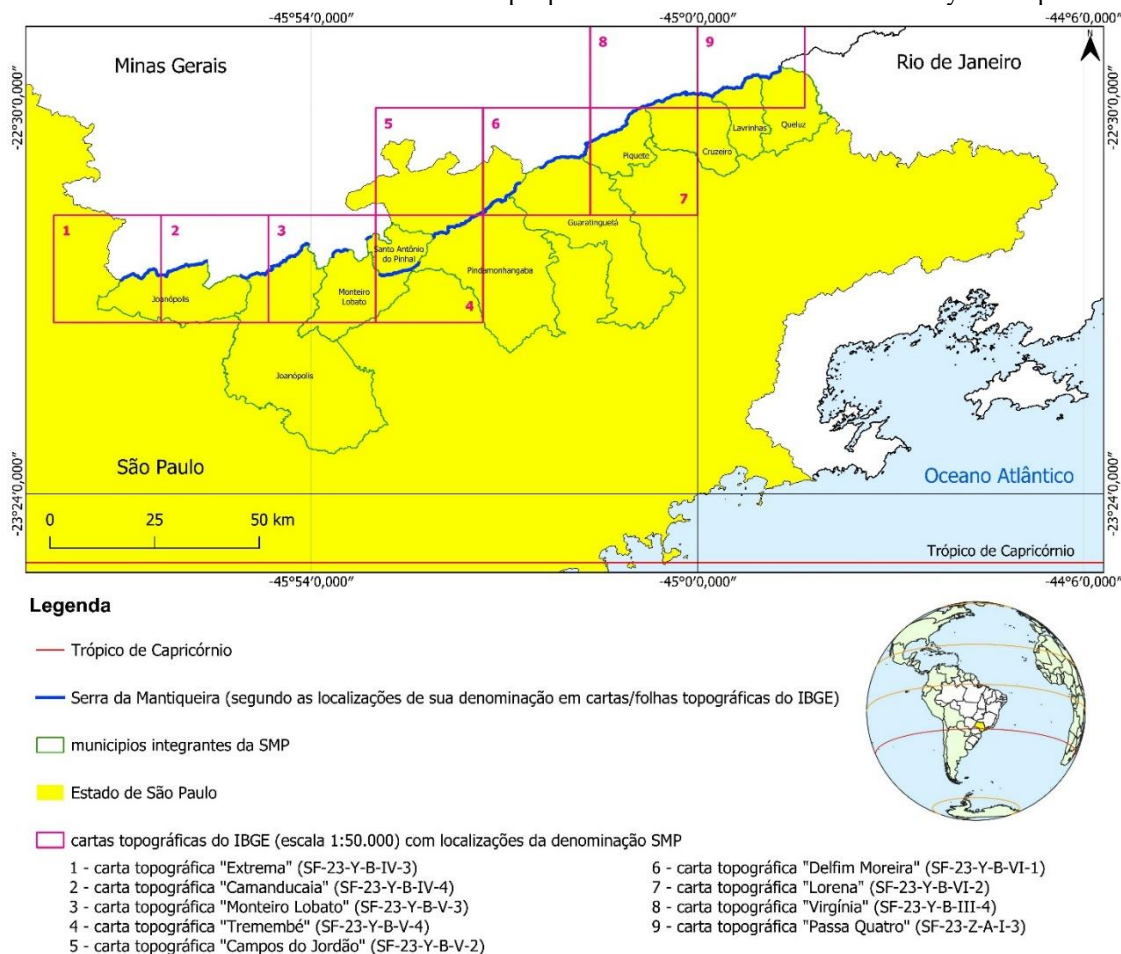 -45°54'0,000"
-45°0'0,000"
-44°6'0,000"
N
Minas Gerais
Rio de Janeiro
8
9
-22°30'0,000"
-22°30'0,000"
5
6
Piquete
Cruzeiro
Lavrinhas
Queluz
7
1
2
3
Guaratinguetá
Santo Antônio
do Pinhal
Pindamonhangaba
Joanópolis
Monteiro
Lobato
4
Joanópolis
São Paulo
Oceano Atlântico
-23°24'0,000"
-23°24'0,000"
0 25 50 km
Trópico de Capricórnio
-45°54'0,000"
-45°0'0,000"
-44°6'0,000"
Legenda
Trópico de Capricórnio
Serra da Mantiqueira (segundo as localizações de sua denominação em cartas/folhas topográficas do IBGE)
municipios integrantes da SMP
Estado de São Paulo
cartas topográficas do IBGE (escala 1:50.000) com localizações da denominação SMP
1 - carta topográfica "Extrema" (SF-23-Y-B-IV-3)
2 - carta topográfica "Camanducaia" (SF-23-Y-B-IV-4)
3 - carta topográfica "Monteiro Lobato" (SF-23-Y-B-V-3)
4 - carta topográfica "Tremembé" (SF-23-Y-B-V-4)
5 - carta topográfica "Campos do Jordão" (SF-23-Y-B-V-2)
6 - carta topográfica "Delfim Moreira" (SF-23-Y-B-VI-1)
7 - carta topográfica "Lorena" (SF-23-Y-B-VI-2)
8 - carta topográfica "Virgínia" (SF-23-Y-B-III-4)
9 - carta topográfica "Passa Quatro" (SF-23-Z-A-I-3)